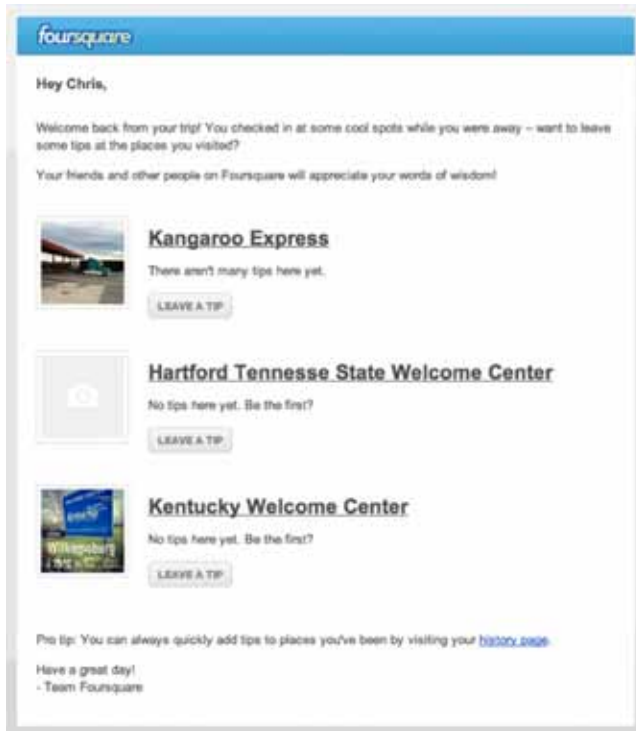 foursquare
Hey Chris,
Welcome back from your trip! You checked in at some cool spots while you were away – want to leave
some tips at the places you visited?
Your friends and other people on Foursquare will appreciate your words of wisdom!
Kangaroo Express
There aren't many tips here yet.
LEAVE A TIP
Hartford Tennesse State Welcome Center
No tips here yet. Be the first?
LEAVE A TIP
Kentucky Welcome Center
No tips here yet. Be the first?
LEAVE A TIP
Pro tip: You can always quickly add tips to places you've been by visiting your history page.
Have a great day!
- Team Foursquare